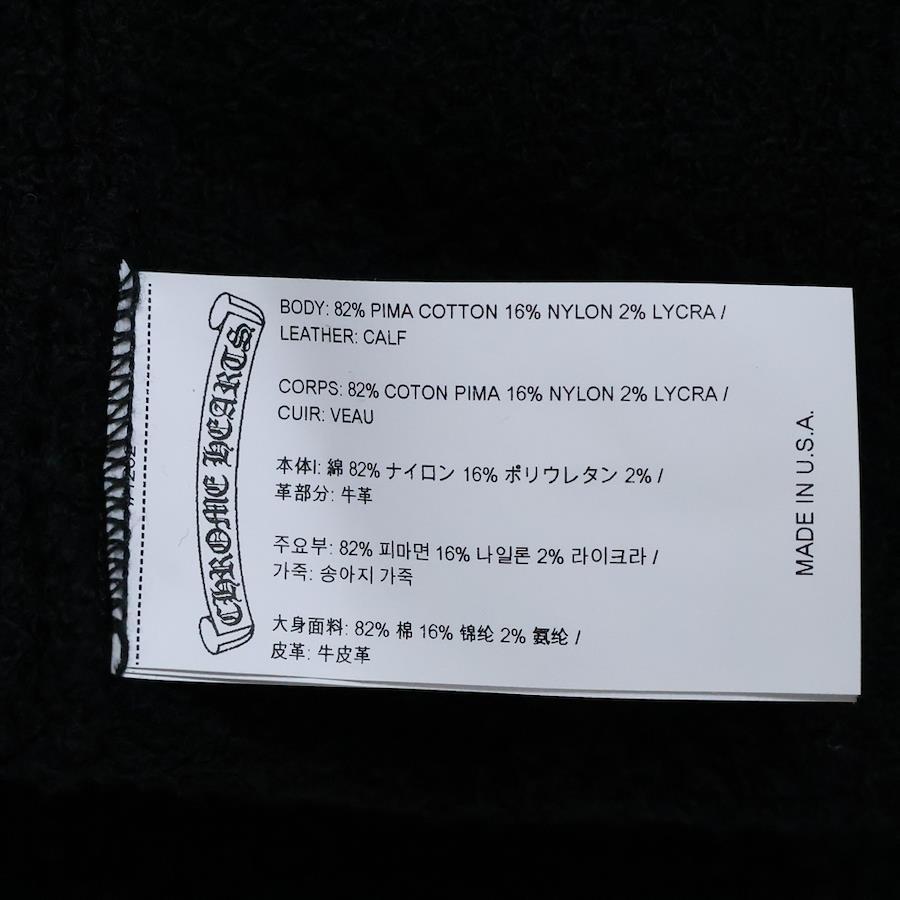 CHROME HEARTS
BODY: 82% PIMA COTTON 16% NYLON 2% LYCRA /
LEATHER: CALF
CORPS: 82% COTON PIMA 16% NYLON 2% LYCRA /
CUIR: VEAU
本体I: 綿 82% ナイロン 16% ポリウレタン 2% /
革部分: 牛革
주요부: 82% 피마면 16% 나일론 2% 라이크라 /
가죽: 송아지 가죽
大身面料: 82% 棉 16% 锦纶 2% 氨纶 /
皮革: 牛皮革
MADE IN U.S.A.